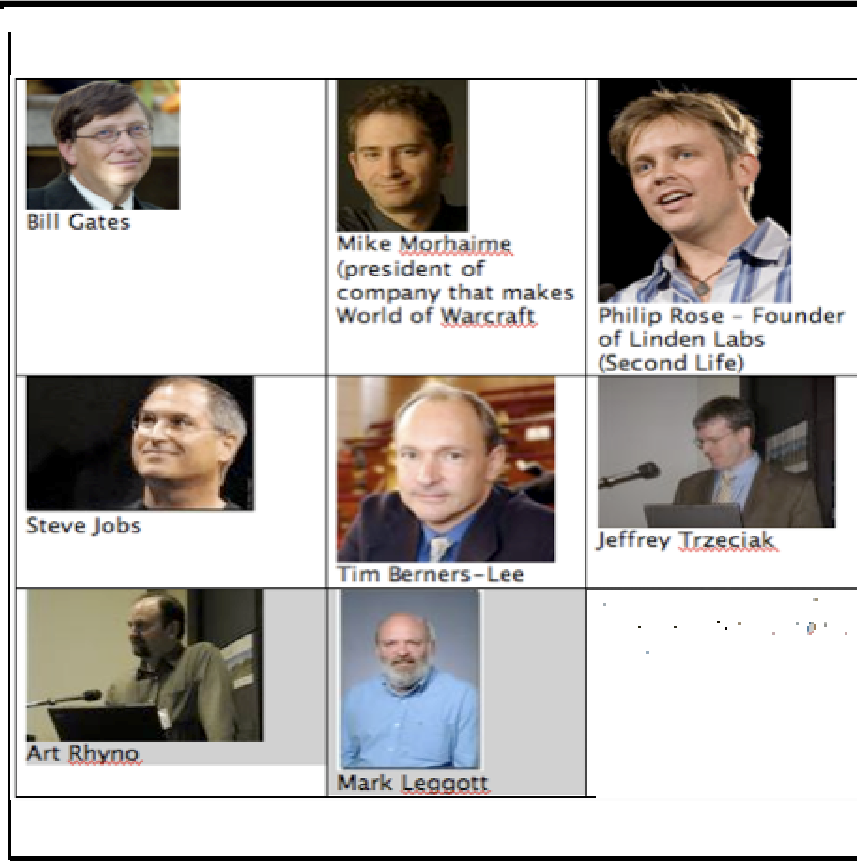 Bill Gates
Mike Morhaime
(president of
company that makes
World of Warcraft
Philip Rose – Founder
of Linden Labs
(Second Life)
Steve Jobs
Tim Berners-Lee
Jeffrey Trzeciak
Art Rhyno
Mark Leggott